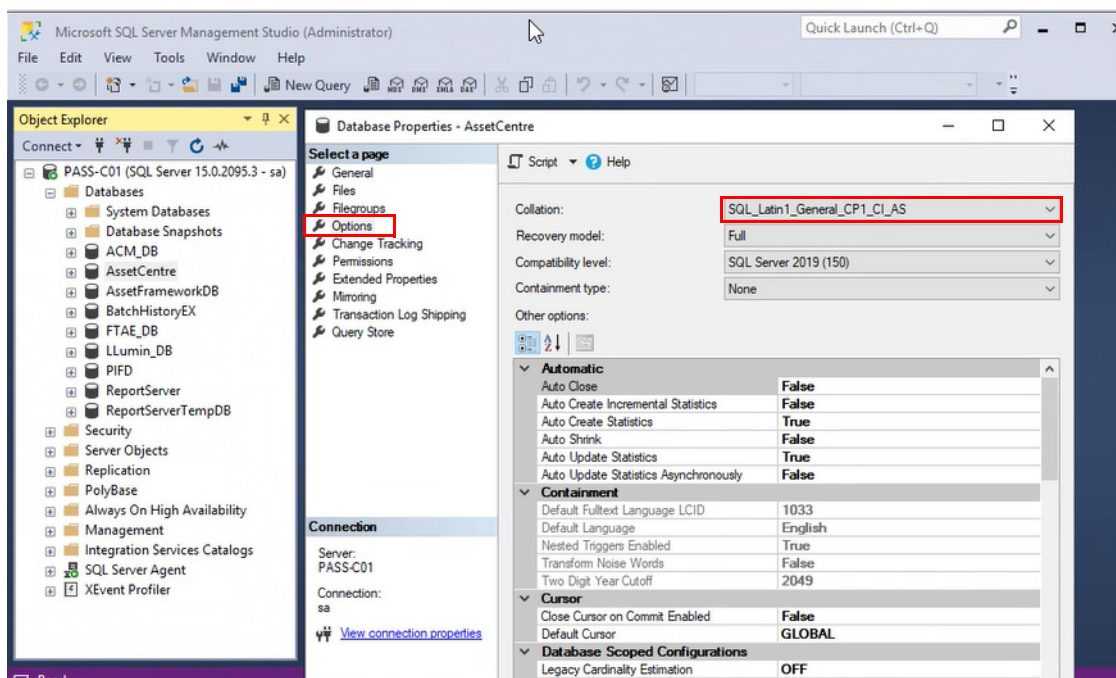 Microsoft SQL Server Management Studio (Administrator)
Quick Launch (Ctrl+Q)
File Edit View Tools Window Help
New Query MDX DMX XMLA DAX
Object Explorer
Connect
PASS-C01 (SQL Server 15.0.2095.3 - sa)
Databases
System Databases
Database Snapshots
ACM_DB
AssetCentre
AssetFrameworkDB
BatchHistoryEX
FTAE_DB
LLumin_DB
PIFD
ReportServer
ReportServerTempDB
Security
Server Objects
Replication
PolyBase
Always On High Availability
Management
Integration Services Catalogs
SQL Server Agent
XEvent Profiler
Database Properties - AssetCentre
Select a page
General
Files
Filegroups
Options
Change Tracking
Permissions
Extended Properties
Mirroring
Transaction Log Shipping
Query Store
Connection
Server:
PASS-C01
Connection:
sa
View connection properties
Script Help
Collation: SQL_Latin1_General_CP1_CI_AS
Recovery model: Full
Compatibility level: SQL Server 2019 (150)
Containment type: None
Other options:
Automatic
Auto Close False
Auto Create Incremental Statistics False
Auto Create Statistics True
Auto Shrink False
Auto Update Statistics True
Auto Update Statistics Asynchronously False
Containment
Default Fulltext Language LCID 1033
Default Language English
Nested Triggers Enabled True
Transform Noise Words False
Two Digit Year Cutoff 2049
Cursor
Close Cursor on Commit Enabled False
Default Cursor GLOBAL
Database Scoped Configurations
Legacy Cardinality Estimation OFF